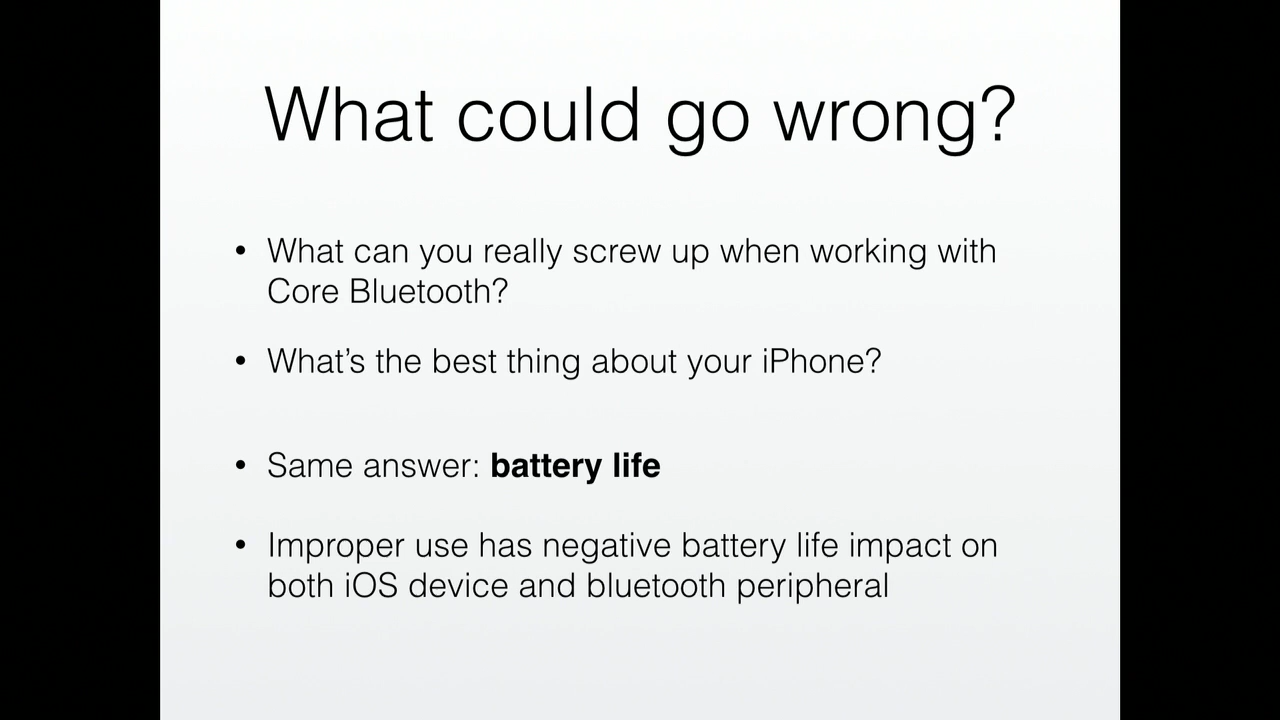 What could go wrong?
• What can you really screw up when working with
Core Bluetooth?
• What’s the best thing about your iPhone?
• Same answer: battery life
• Improper use has negative battery life impact on
both iOS device and bluetooth peripheral